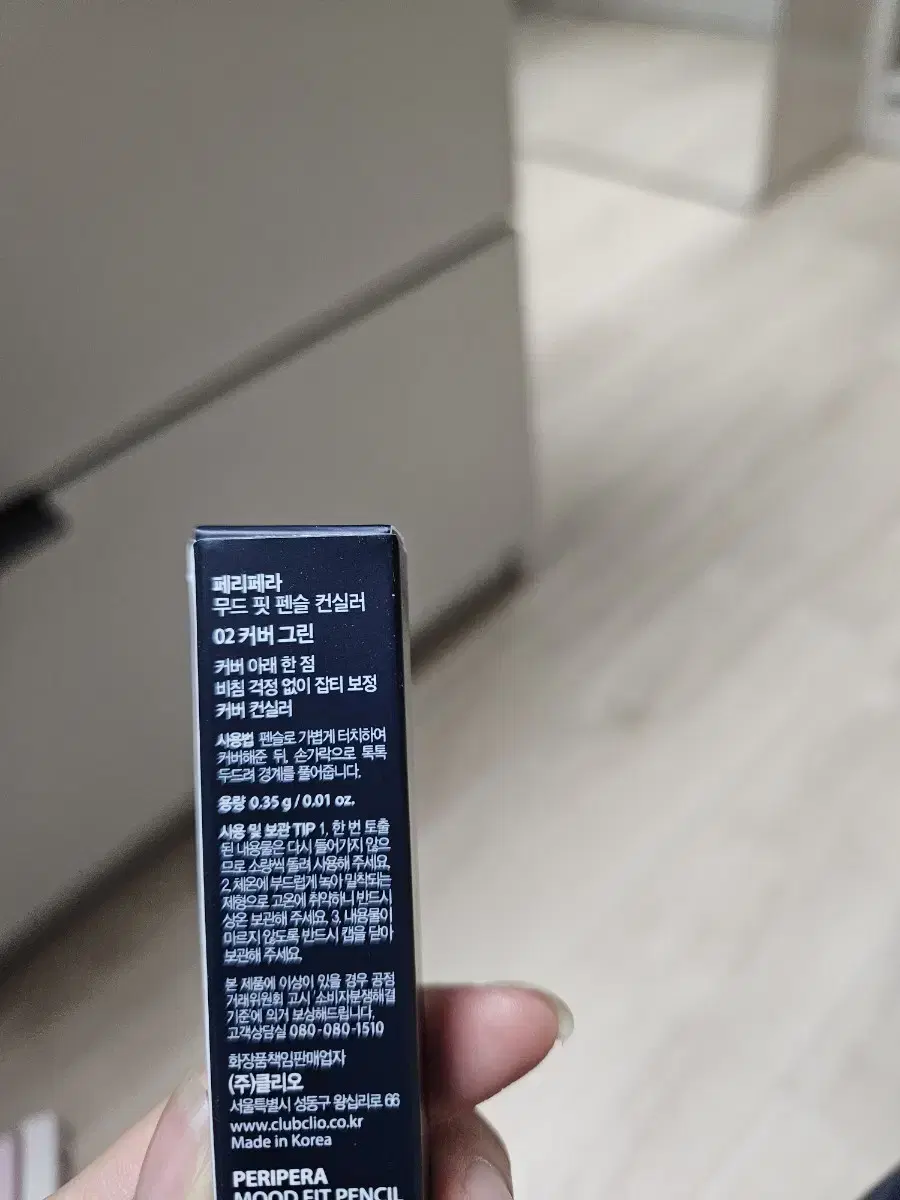 페리페라
무드 핏 펜슬 컨실러
02 커버 그린
커버 아래 한 점
비침 걱정 없이 잡티 보정
커버 컨실러
사용법 펜슬로 가볍게 터치하여
커버해준 뒤, 손가락으로 톡톡
두드려 경계를 풀어줍니다.
용량 0.35 g / 0.01 oz.
사용 및 보관 TIP 1. 한 번 토출
된 내용물은 다시 들어가지 않으
므로 소량씩 돌려 사용해 주세요.
2. 체온에 부드럽게 녹아 밀착되는
제형으로 고온에 취약하니 반드시
상온 보관해 주세요. 3. 내용물이
마르지 않도록 반드시 캡을 닫아
보관해 주세요.
본 제품에 이상이 있을 경우 공정
거래위원회 고시 '소비자분쟁해결
기준'에 의거 보상해드립니다.
고객상담실 080-080-1510
화장품책임판매업자
(주)클리오
서울특별시 성동구 왕십리로 66
www.clubclio.co.kr
Made in Korea
PERIPERA
MOOD FIT PENCIL